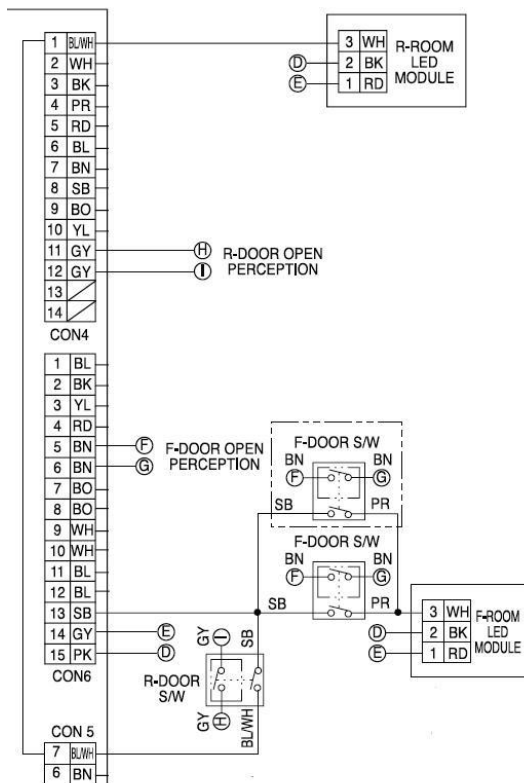 1 BL/WH
2 WH
3 BK
4 PR
5 RD
6 BL
7 BN
8 SB
9 BO
10 YL
11 GY
12 GY
13
14
CON4
3 WH
2 BK
1 RD
D
E
R-ROOM
LED
MODULE
H
I
R-DOOR OPEN
PERCEPTION
1 BL
2 BK
3 YL
4 RD
5 BN
6 BN
7 BO
8 BO
9 WH
10 WH
11 BL
12 BL
13 SB
14 GY
15 PK
CON6
F
G
F-DOOR OPEN
PERCEPTION
E
D
F-DOOR S/W
BN BN
F G
SB PR
F-DOOR S/W
BN BN
F G
SB PR
3 WH
2 BK
1 RD
D
E
F-ROOM
LED
MODULE
GY I SB
R-DOOR
S/W
GY H BL/WH
CON 5
7 BL/WH
6 BN